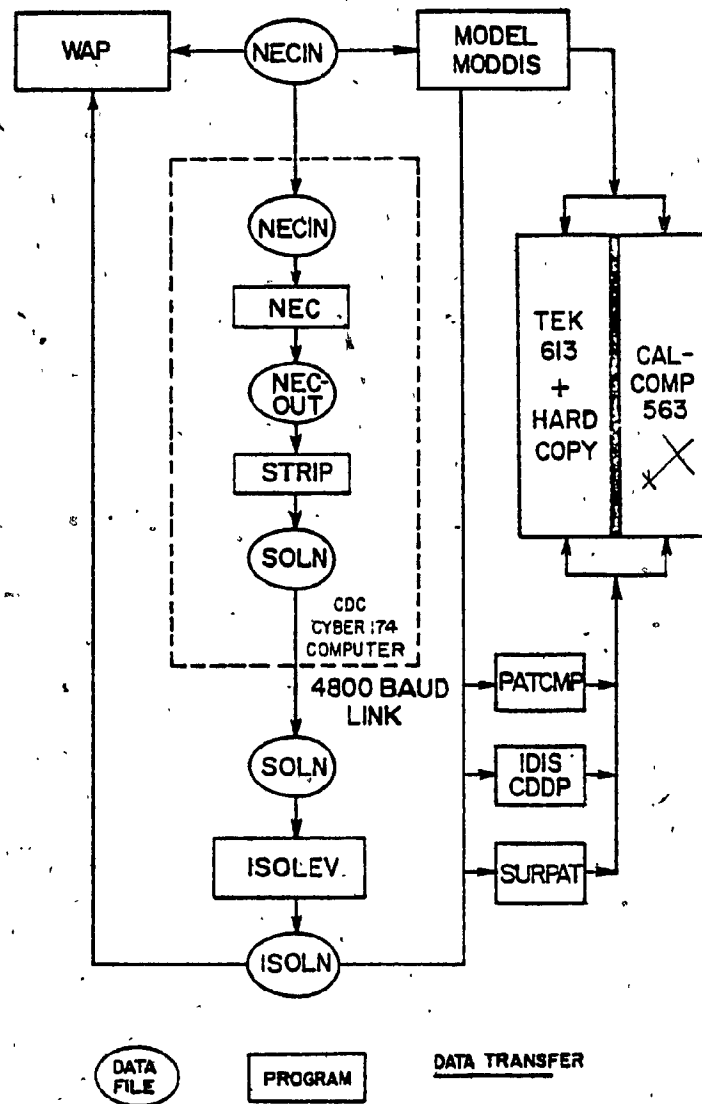 WAP
NECIN
MODEL
MODDIS
NECIN
NEC
NEC-
OUT
STRIP
SOLN
CDC
CYBER 174
COMPUTER
4800 BAUD
LINK
TEK
613
+
HARD
COPY
CAL-
COMP
563
SOLN
ISOLEV
ISOLN
PATCMP
IDIS
CDDP
SURPAT
DATA
FILE
PROGRAM
DATA TRANSFER